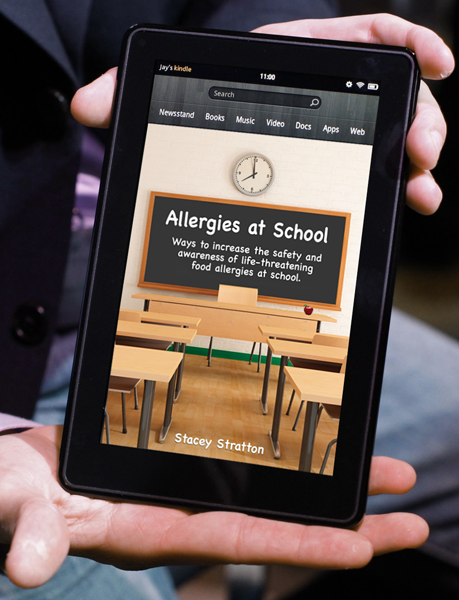 Jay's kindle
11:00
Search
Newsstand Books Music Video Docs Apps Web
Allergies at School
Ways to increase the safety and
awareness of life-threatening
food allergies at school.
Stacey Stratton